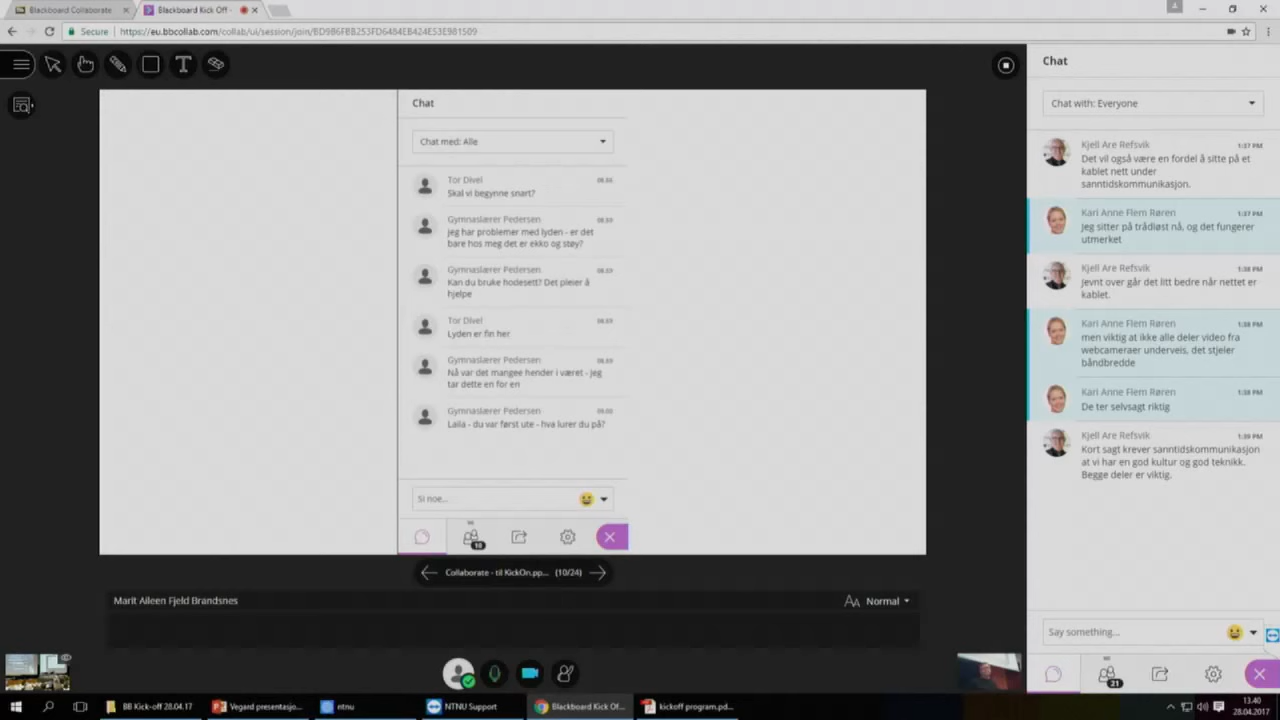 Blackboard Collaborate
Blackboard Kick Off -
Secure
https://eu.bbcollab.com/collab/ui/session/join/BD9B6FBB253FD6484EB424E53E981509
Chat
Chat med: Alle
Tor Divel
Skal vi begynne snart?
Gymnaslærer Pedersen
jeg har problemer med lyden - er det
bare hos meg det er ekko og støy?
Gymnaslærer Pedersen
Kan du bruke hodesett? Det pleier å
hjelpe
Tor Divel
Lyden er fin her
Gymnaslærer Pedersen
Nå var det mangee hender i været - jeg
tar dette en for en
Gymnaslærer Pedersen
09.00
Laila - du var først ute - hva lurer du på?
Si noe...
18
Collaborate - til KickOn.pp... (10/24)
Marit Aileen Fjeld Brandsnes
Normal
Chat
Chat with: Everyone
Kjell Are Refsvik
1:37 PM
Det vil også være en fordel å sitte på et
kablet nett under
sanntidskommunikasjon.
Kari Anne Flem Røren
1:37 PM
Jeg sitter på trådløst nå, og det fungerer
utmerket
Kjell Are Refsvik
1:38 PM
Jevnt over går det litt bedre når nettet er
kablet.
Kari Anne Flem Røren
1:38 PM
men viktig at ikke alle deler video fra
webcameraer underveis, det stjeler
båndbredde
Kari Anne Flem Røren
1:38 PM
De ter selvsagt riktig
Kjell Are Refsvik
1:39 PM
Kort sagt krever sanntidskommunikasjon
at vi har en god kultur og god teknikk.
Begge deler er viktig.
Say something...
21
BB Kick-off 28.04.17
Vegard presentasjo...
ntnu
NTNU Support
Blackboard Kick Of...
kickoff program.pd...
13.40
28.04.2017